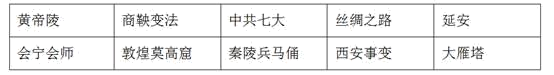 黄帝陵 商鞅变法 中共七大 丝绸之路 延安
会宁会师 敦煌莫高窟 秦陵兵马俑 西安事变 大雁塔